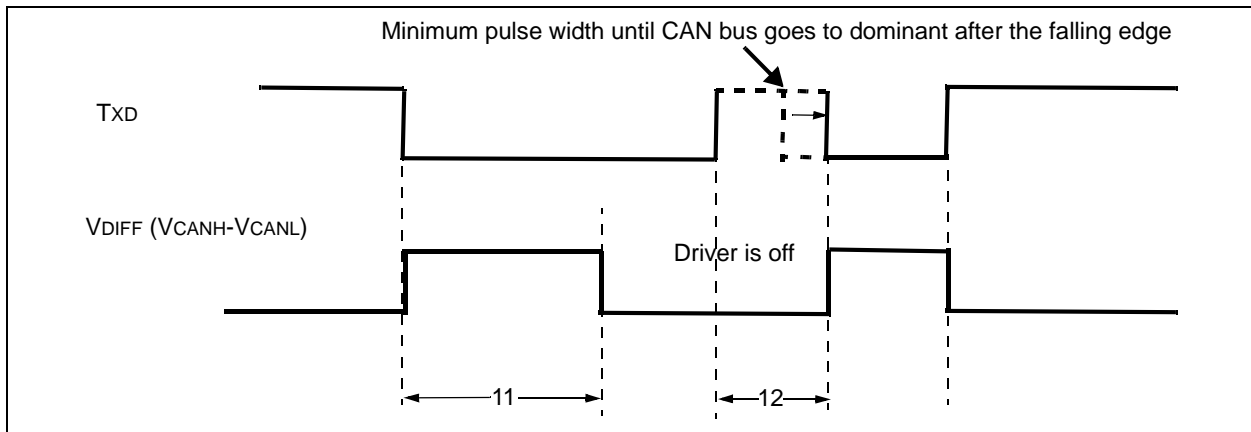 Minimum pulse width until CAN bus goes to dominant after the falling edge
TXD
VDIFF (VCANH-VCANL)
Driver is off
11
12